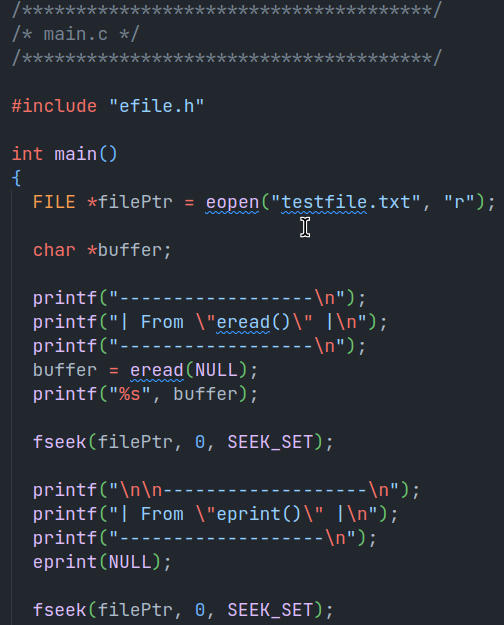 /**************************************/
/* main.c */
/**************************************/
#include "efile.h"
int main()
{
FILE *filePtr = eopen("testfile.txt", "r");
char *buffer;
printf("------------------\n");
printf("| From \"eread()\" |\n");
printf("------------------\n");
buffer = eread(NULL);
printf("%s", buffer);
fseek(filePtr, 0, SEEK_SET);
printf("\n\n-------------------\n");
printf("| From \"eprint()\" |\n");
printf("-------------------\n");
eprint(NULL);
fseek(filePtr, 0, SEEK_SET);